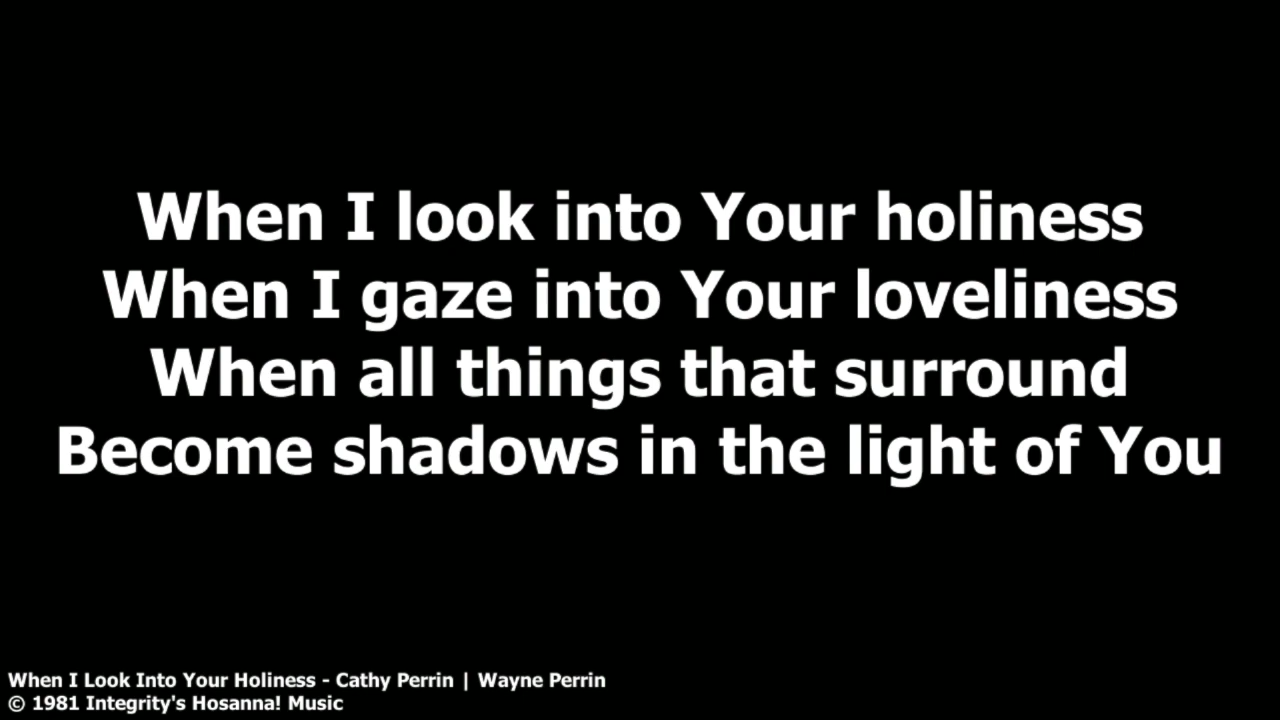 When I look into Your holiness
When I gaze into Your loveliness
When all things that surround
Become shadows in the light of You
When I Look Into Your Holiness - Cathy Perrin | Wayne Perrin
© 1981 Integrity's Hosanna! Music